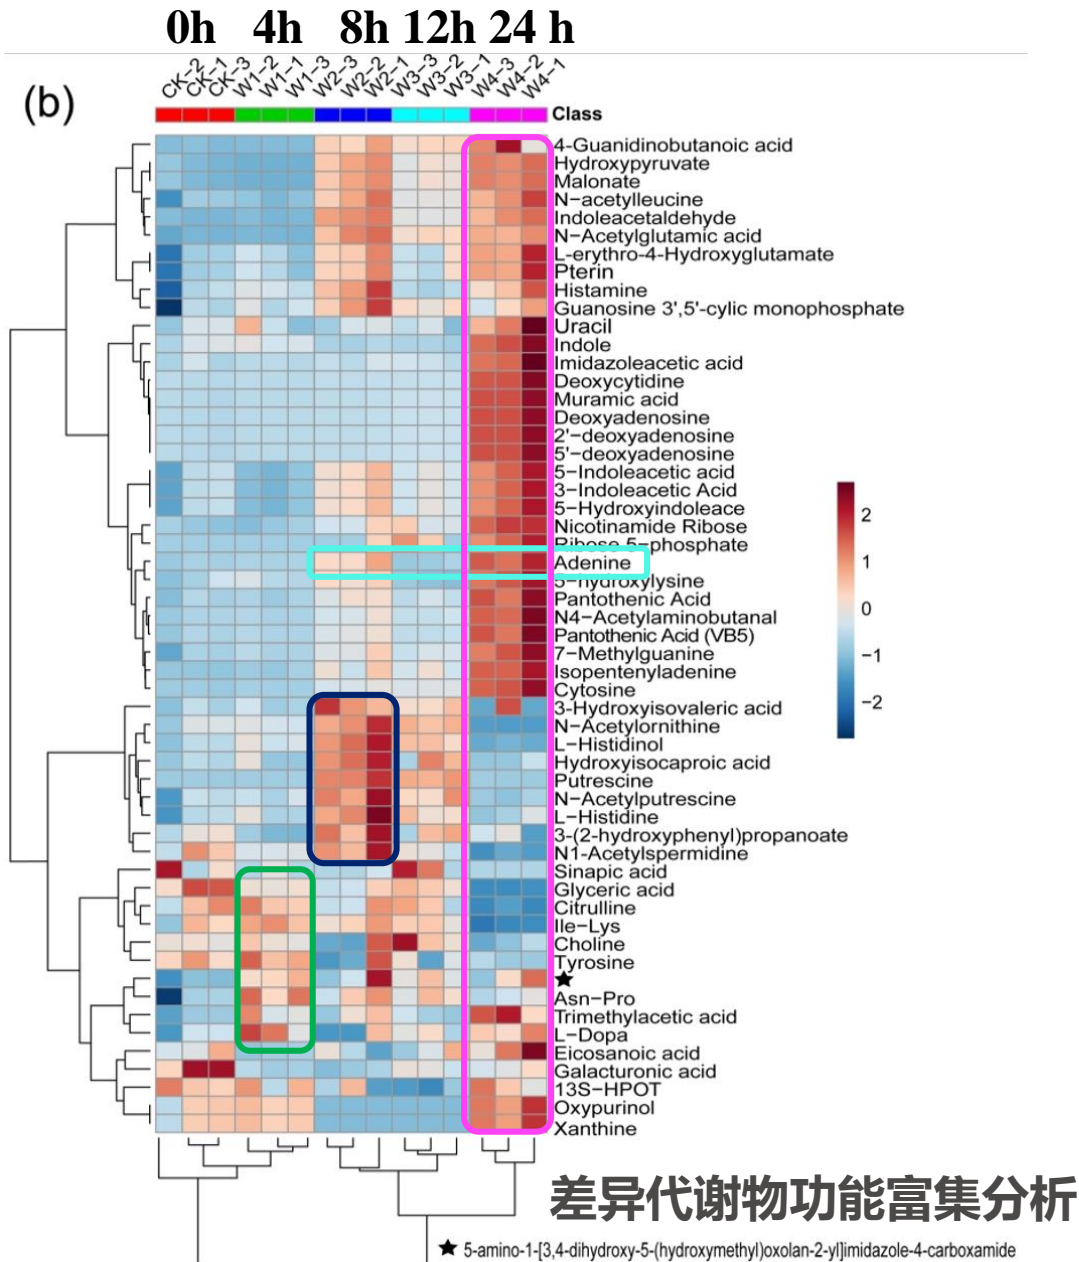 0h 4h 8h 12h 24 h
CK−2 CK−1 CK−3 W1−2 W1−1 W1−3 W2−3 W2−2 W2−1 W3−3 W3−2 W3−1 W4−3 W4−2 W4−1
(b)
Class
4-Guanidinobutanoic acid
Hydroxypyruvate
Malonate
N−acetylleucine
Indoleacetaldehyde
N−Acetylglutamic acid
L-erythro-4-Hydroxyglutamate
Pterin
Histamine
Guanosine 3',5'-cylic monophosphate
Uracil
Indole
Imidazoleacetic acid
Deoxycytidine
Muramic acid
Deoxyadenosine
2'−deoxyadenosine
5'−deoxyadenosine
5−Indoleacetic acid
3−Indoleacetic Acid
5−Hydroxyindoleace
Nicotinamide Ribose
Ribose 5−phosphate
Adenine
5−hydroxylysine
Pantothenic Acid
N4−Acetylaminobutanal
Pantothenic Acid (VB5)
7−Methylguanine
Isopentenyladenine
Cytosine
3-Hydroxyisovaleric acid
N−Acetylornithine
L−Histidinol
Hydroxyisocaproic acid
Putrescine
N−Acetylputrescine
L−Histidine
3-(2-hydroxyphenyl)propanoate
N1-Acetylspermidine
Sinapic acid
Glyceric acid
Citrulline
Ile−Lys
Choline
Tyrosine
★
Asn−Pro
Trimethylacetic acid
L−Dopa
Eicosanoic acid
Galacturonic acid
13S−HPOT
Oxypurinol
Xanthine
2
1
0
−1
−2
差异代谢物功能富集分析
★ 5-amino-1-[3,4-dihydroxy-5-(hydroxymethyl)oxolan-2-yl]imidazole-4-carboxamide